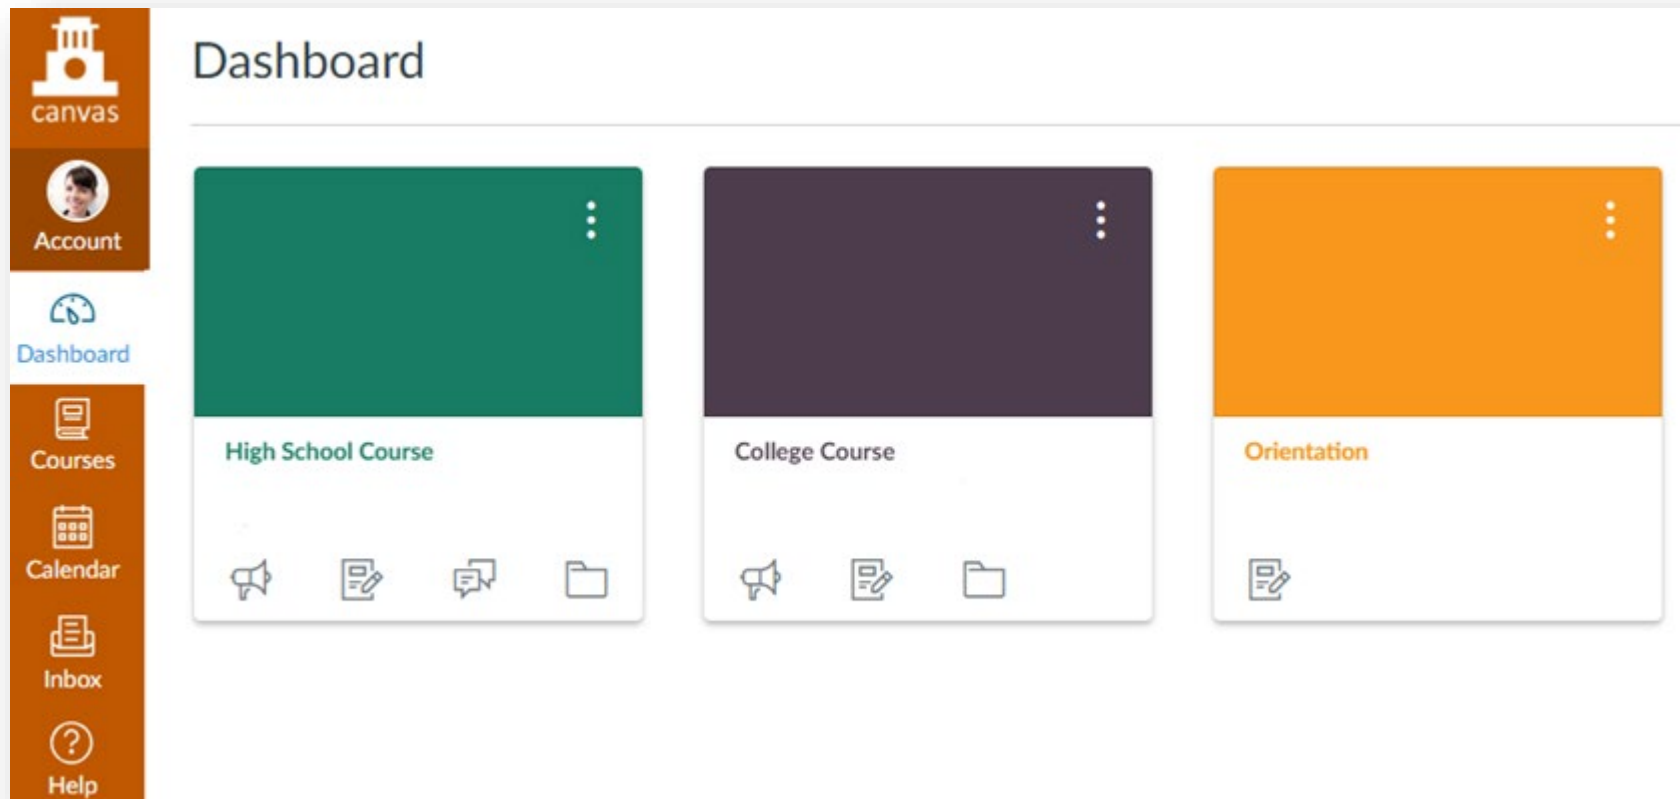 canvas
Account
Dashboard
Courses
Calendar
Inbox
Help
Dashboard
High School Course
College Course
Orientation